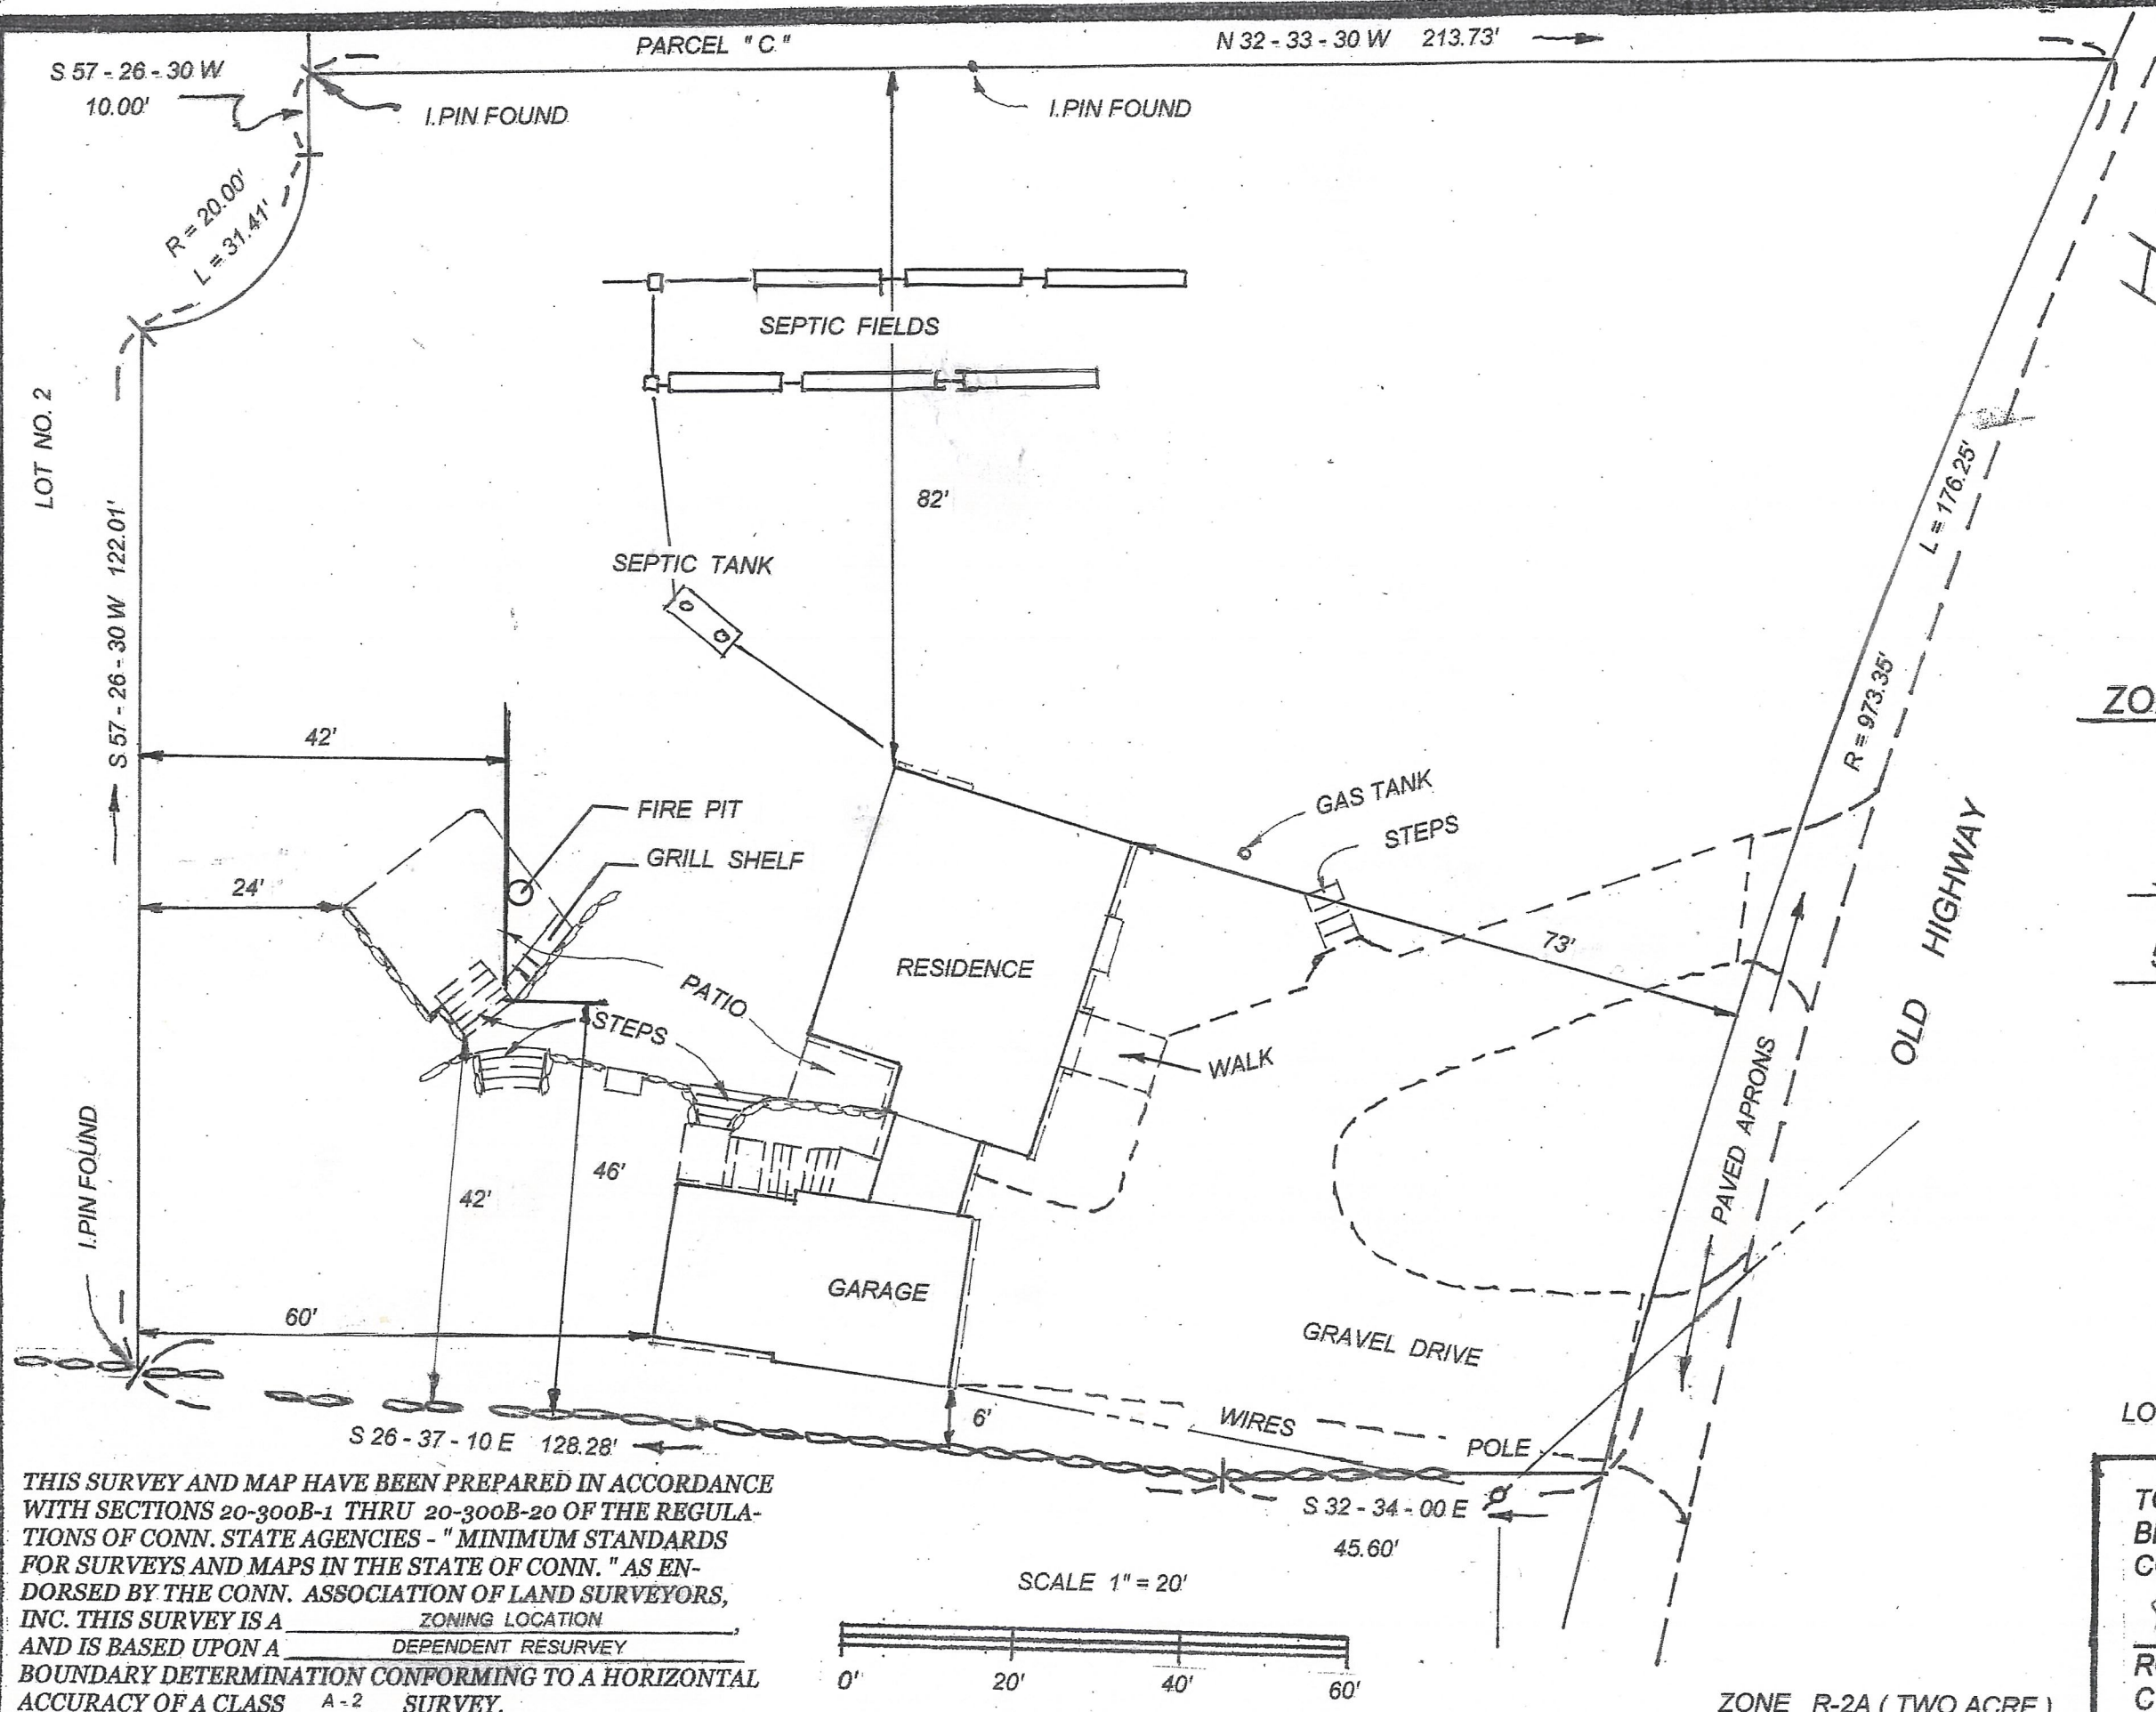 PARCEL "C"
N 32 - 33 - 30 W 213.73'
S 57 - 26 - 30 W
10.00'
I.PIN FOUND
I.PIN FOUND
R = 20.00'
L = 31.41'
SEPTIC FIELDS
LOT NO. 2
S 57 - 26 - 30 W 122.01'
82'
L = 176.25'
R = 973.35'
SEPTIC TANK
42'
FIRE PIT
GRILL SHELF
24'
GAS TANK
STEPS
OLD HIGHWAY
73'
RESIDENCE
PATIO
STEPS
WALK
PAVED APRONS
I.PIN FOUND
42'
46'
60'
GARAGE
GRAVEL DRIVE
6'
WIRES
POLE
S 26 - 37 - 10 E 128.28'
S 32 - 34 - 00 E
45.60'
THIS SURVEY AND MAP HAVE BEEN PREPARED IN ACCORDANCE
WITH SECTIONS 20-300B-1 THRU 20-300B-20 OF THE REGULA-
TIONS OF CONN. STATE AGENCIES - " MINIMUM STANDARDS
FOR SURVEYS AND MAPS IN THE STATE OF CONN. " AS EN-
DORSED BY THE CONN. ASSOCIATION OF LAND SURVEYORS,
INC. THIS SURVEY IS A ZONING LOCATION ,
AND IS BASED UPON A DEPENDENT RESURVEY
BOUNDARY DETERMINATION CONFORMING TO A HORIZONTAL
ACCURACY OF A CLASS A - 2 SURVEY.
SCALE 1" = 20'
0' 20' 40' 60'
ZONE R-2A ( TWO ACRE )